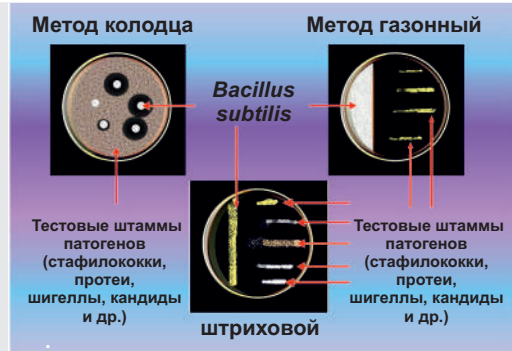 Метод колодца
Метод газонный
Bacillus
subtilis
Тестовые штаммы
патогенов
(стафилококки,
протеи,
шигеллы, кандиды
и др.)
Тестовые штаммы
патогенов
(стафилококки,
протеи,
шигеллы, кандиды
и др.)
штриховой